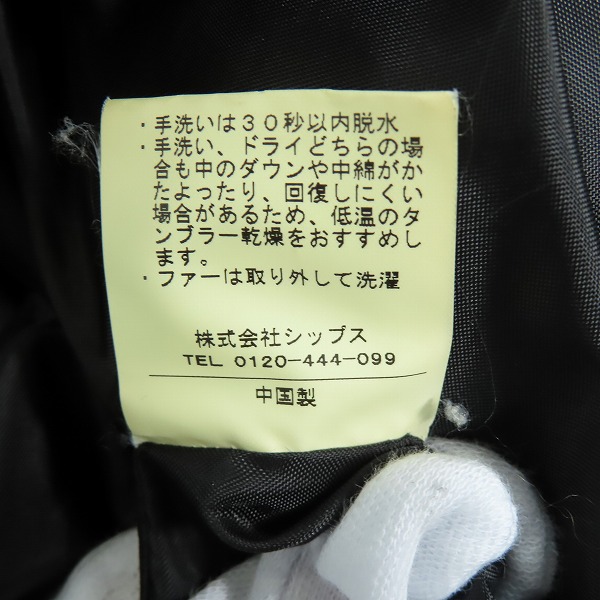 ・手洗いは３０秒以内脱水
・手洗い、ドライどちらの場
合も中のダウンや中綿がか
たよったり、回復しにくい
場合があるため、低温のタ
ンブラー乾燥をおすすめし
ます。
・ファーは取り外して洗濯
株式会社シップス
TEL 0120-444-099
中国製